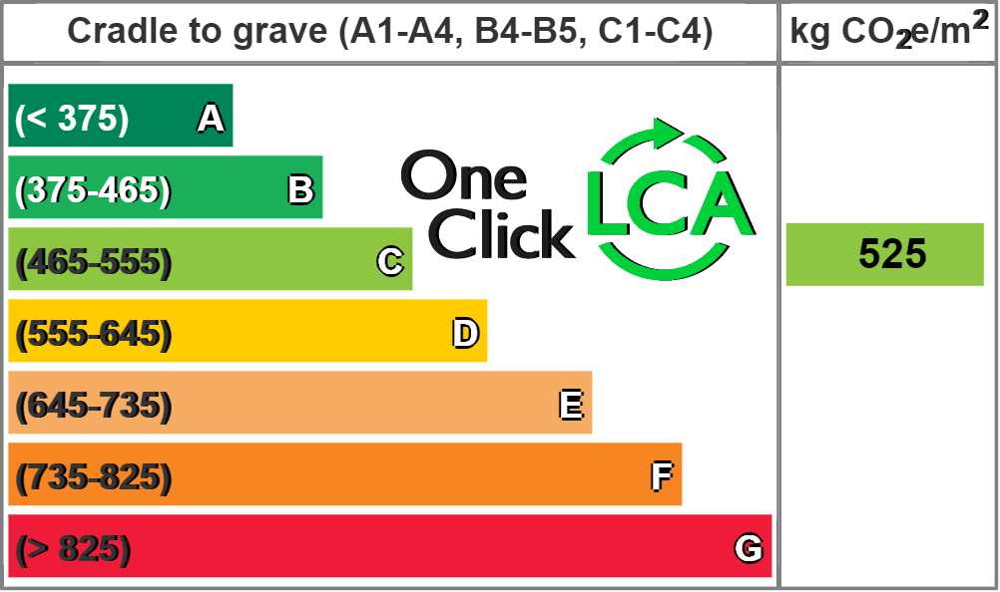 Cradle to grave (A1-A4, B4-B5, C1-C4)
kg CO₂e/m²
(< 375) A
(375-465) B
(465-555) C
(555-645) D
(645-735) E
(735-825) F
(> 825) G
One
Click
LCA
525